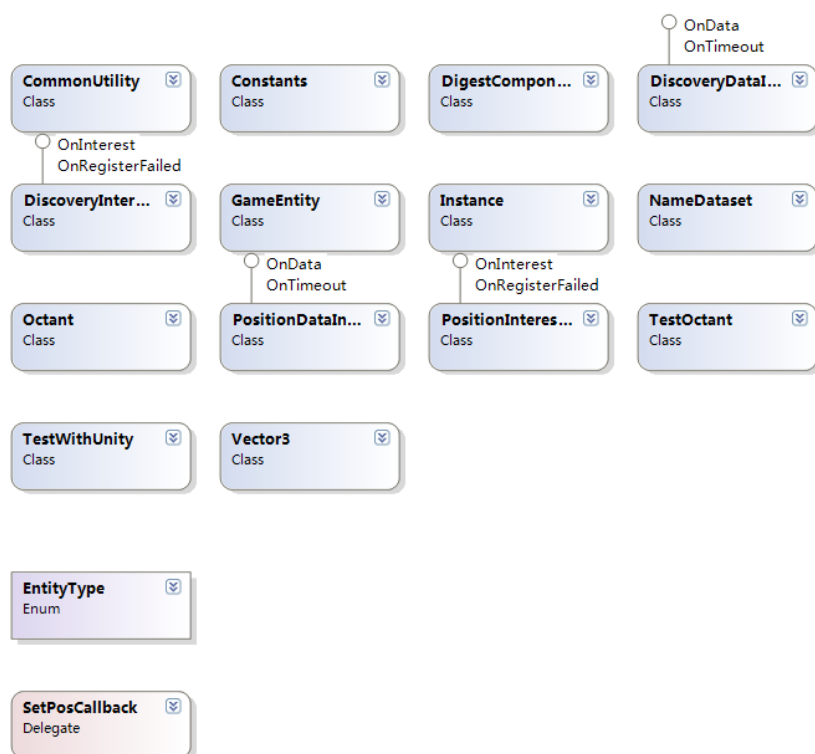 OnData
OnTimeout
CommonUtility
Class
Constants
Class
DigestCompon...
Class
DiscoveryDataI...
Class
OnInterest
OnRegisterFailed
DiscoveryInter...
Class
GameEntity
Class
Instance
Class
NameDataset
Class
OnData
OnTimeout
OnInterest
OnRegisterFailed
Octant
Class
PositionDataIn...
Class
PositionInteres...
Class
TestOctant
Class
TestWithUnity
Class
Vector3
Class
EntityType
Enum
SetPosCallback
Delegate